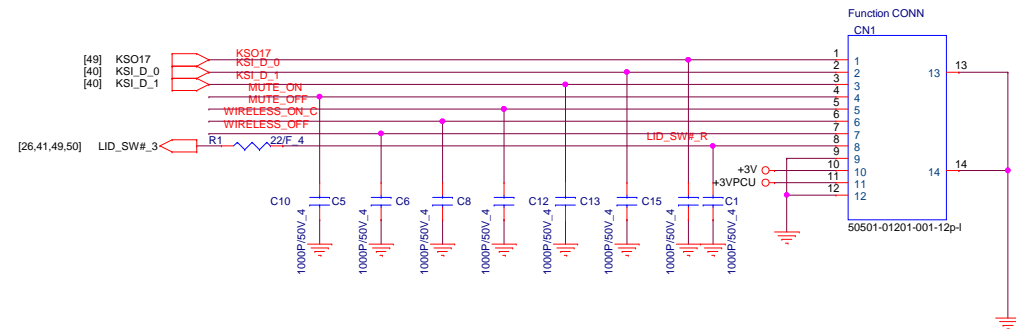 Function CONN
CN1
[49] KSO17
[40] KSI_D_0
[40] KSI_D_1
KSO17
KSI_D_0
KSI_D_1
MUTE_ON
MUTE_OFF
WIRELESS_ON_C
WIRELESS_OFF
[26,41,49,50] LID_SW#_3
R1 22/F_4
LID_SW#_R
+3V
+3VPCU
1 1
2 2
3 3
4 4
5 5
6 6
7 7
8 8
9 9
10 10
11 11
12 12
13 13
14 14
50501-01201-001-12p-l
C10 C5 C6 C8 C12 C13 C15 C1
1000P/50V_4
1000P/50V_4
1000P/50V_4
1000P/50V_4
1000P/50V_4
1000P/50V_4
1000P/50V_4
1000P/50V_4